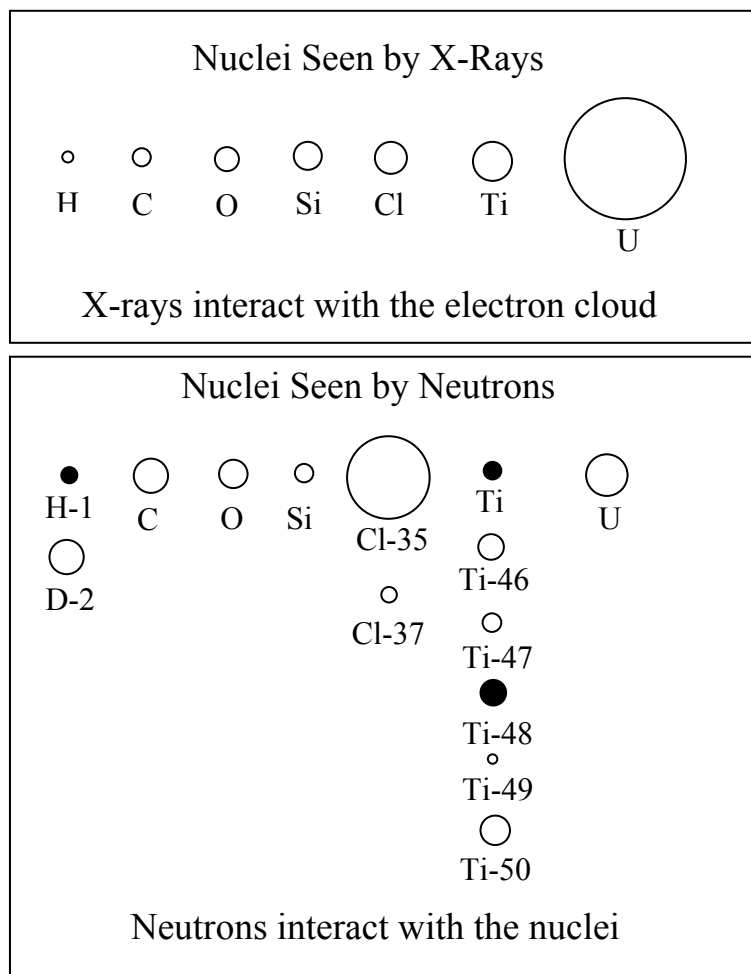 Nuclei Seen by X-Rays
H C O Si Cl Ti
U
X-rays interact with the electron cloud
Nuclei Seen by Neutrons
H-1 C O Si Cl-35 Ti U
D-2 Cl-37 Ti-46
Ti-47
Ti-48
Ti-49
Ti-50
Neutrons interact with the nuclei